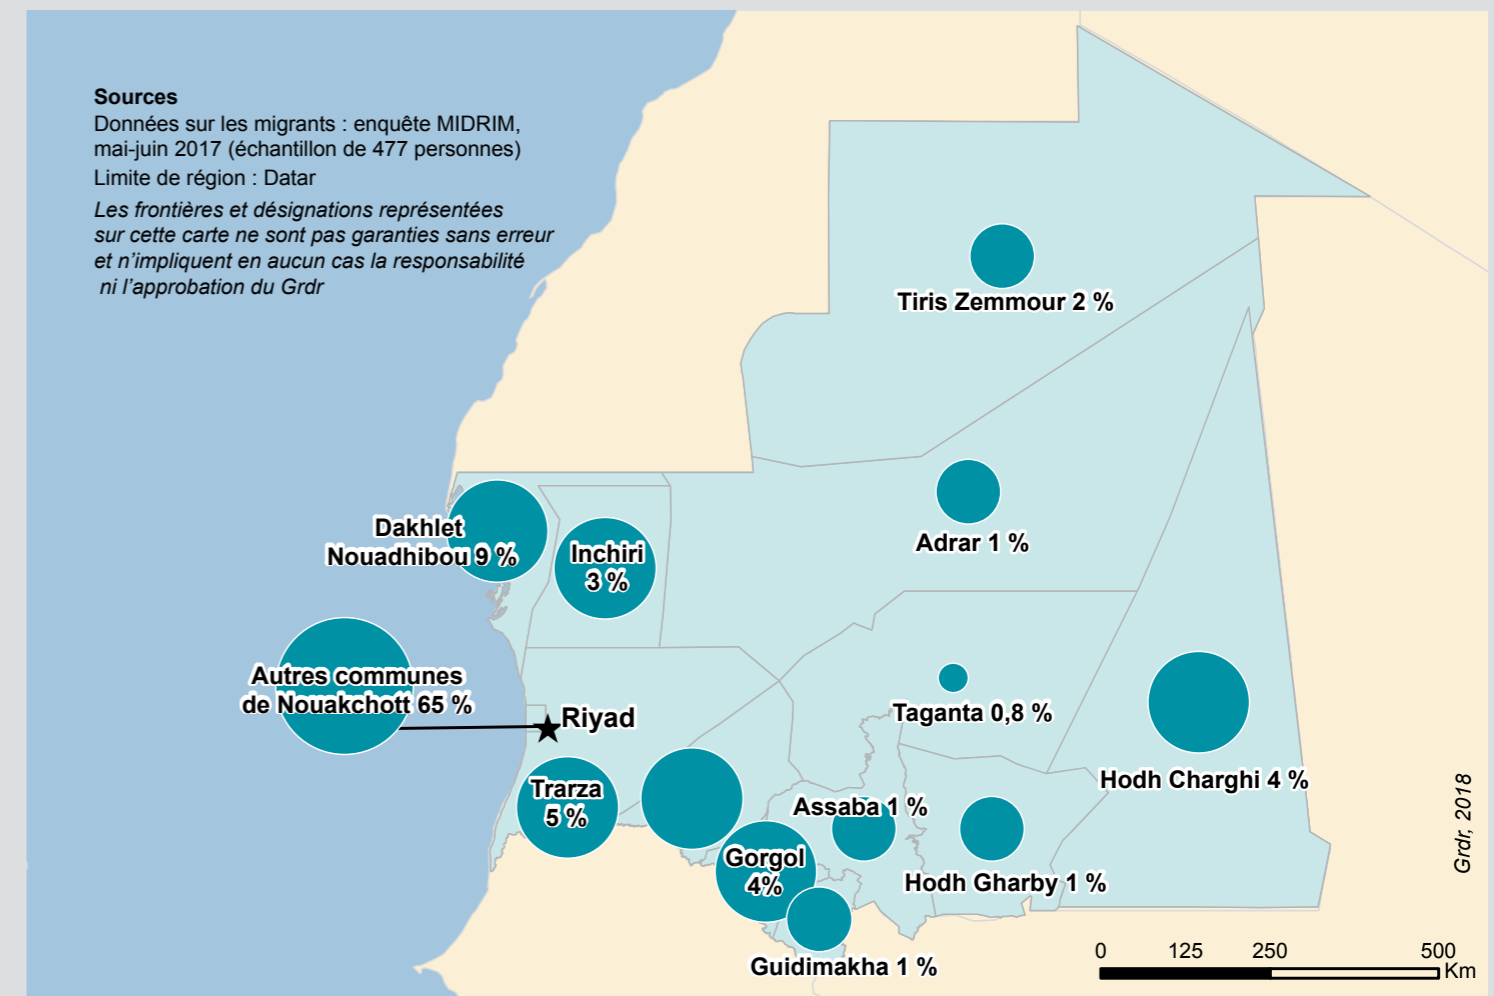 Sources
Données sur les migrants : enquête MIDRIM,
mai-juin 2017 (échantillon de 477 personnes)
Limite de région : Datar
Les frontières et désignations représentées
sur cette carte ne sont pas garanties sans erreur
et n'impliquent en aucun cas la responsabilité
ni l'approbation du Grdr
Tiris Zemmour 2 %
Dakhlet
Nouadhibou 9 %
Inchiri
3 %
Adrar 1 %
Autres communes
de Nouakchott 65 %
Riyad
Taganta 0,8 %
Hodh Charghi 4 %
Trarza
5 %
Assaba 1 %
Gorgol
4%
Hodh Gharby 1 %
Guidimakha 1 %
Grdr, 2018
0 125 250 500
Km